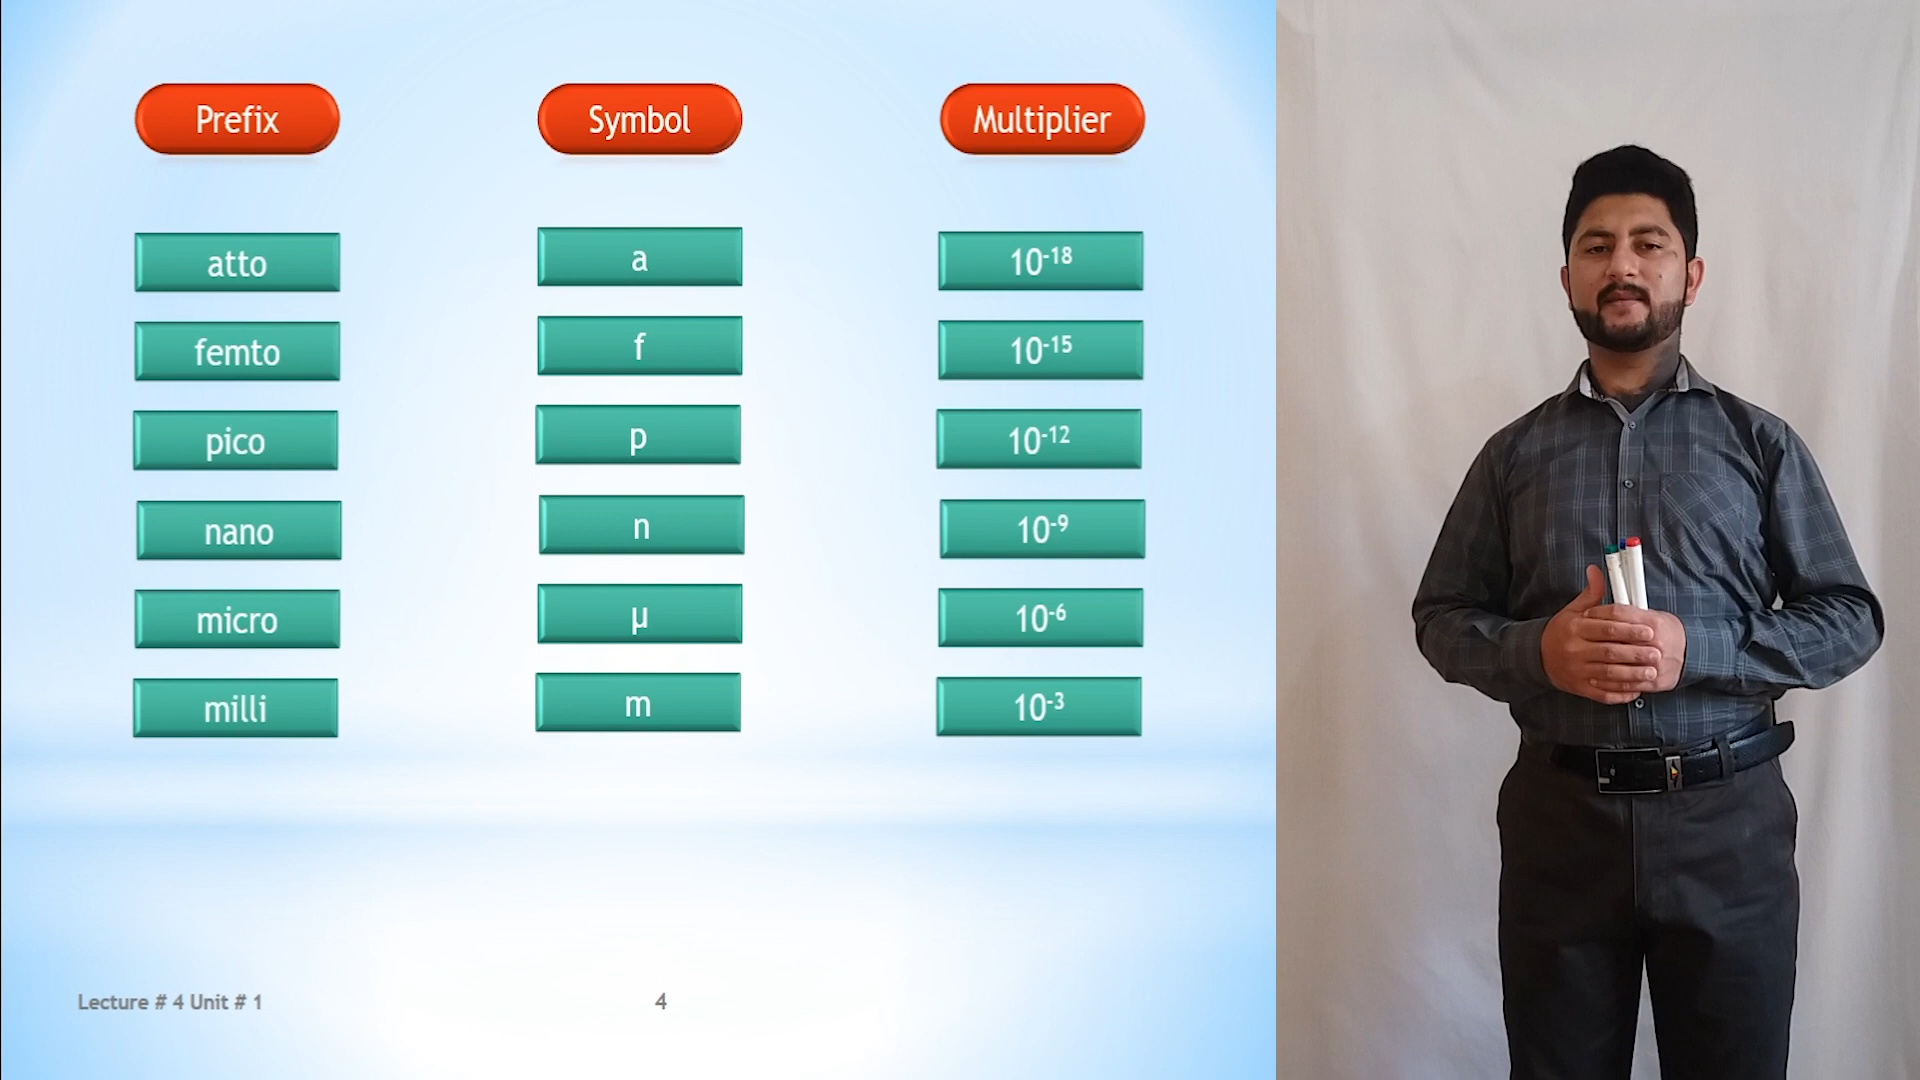 Prefix Symbol Multiplier
atto a 10⁻¹⁸
femto f 10⁻¹⁵
pico p 10⁻¹²
nano n 10⁻⁹
micro µ 10⁻⁶
milli m 10⁻³
Lecture # 4 Unit # 1 4